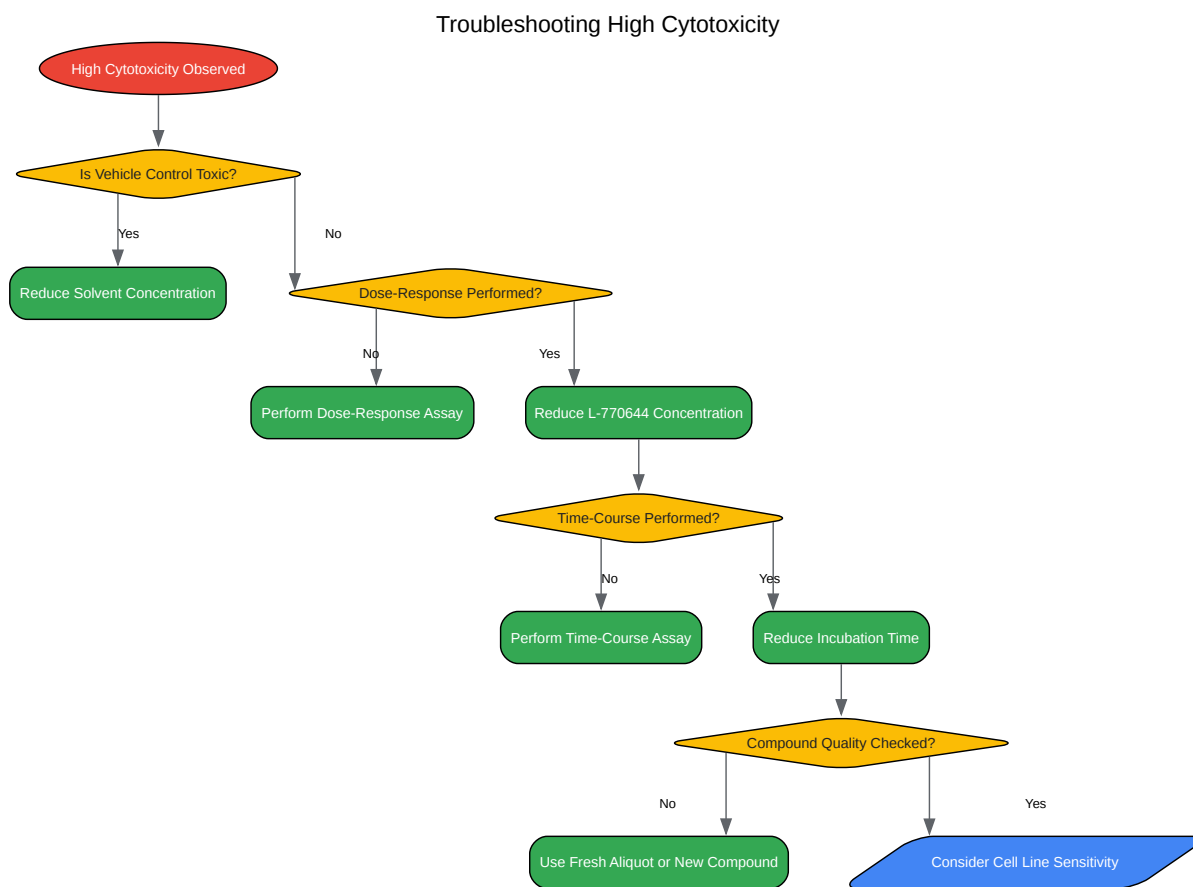 Troubleshooting High Cytotoxicity
High Cytotoxicity Observed
Is Vehicle Control Toxic?
Yes
No
Reduce Solvent Concentration
Dose-Response Performed?
No
Yes
Perform Dose-Response Assay
Reduce L-770644 Concentration
Time-Course Performed?
No
Yes
Perform Time-Course Assay
Reduce Incubation Time
Compound Quality Checked?
No
Yes
Use Fresh Aliquot or New Compound
Consider Cell Line Sensitivity